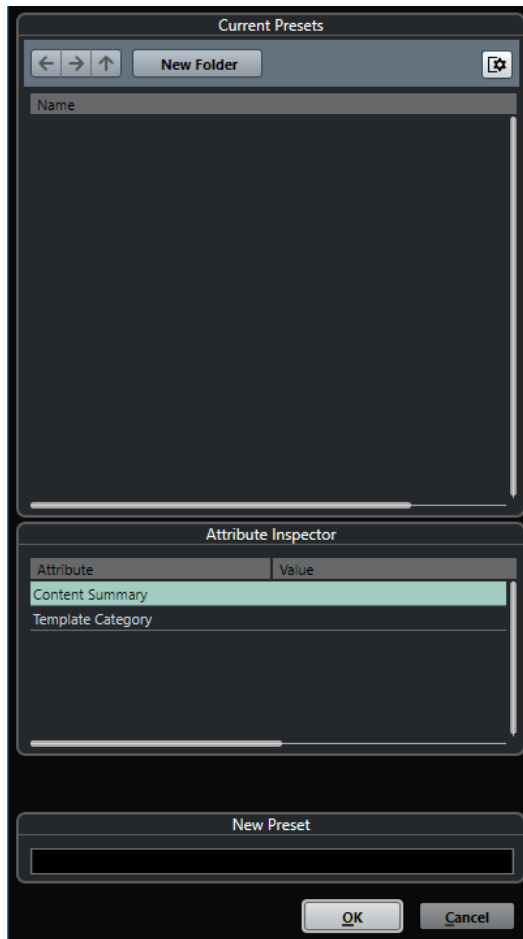 Current Presets
New Folder
Name
Attribute Inspector
Attribute Value
Content Summary
Template Category
New Preset
OK Cancel